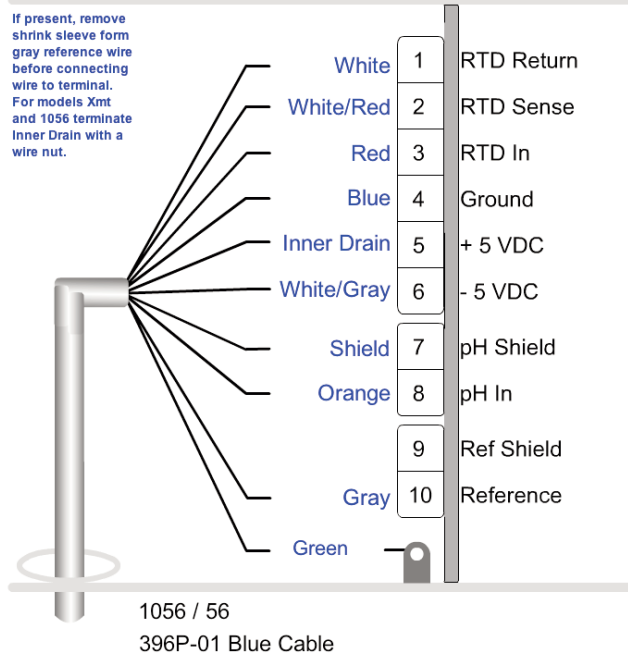 If present, remove
shrink sleeve form
gray reference wire
before connecting
wire to terminal.
For models Xmt
and 1056 terminate
Inner Drain with a
wire nut.
White 1 RTD Return
White/Red 2 RTD Sense
Red 3 RTD In
Blue 4 Ground
Inner Drain 5 + 5 VDC
White/Gray 6 - 5 VDC
Shield 7 pH Shield
Orange 8 pH In
9 Ref Shield
Gray 10 Reference
Green
1056 / 56
396P-01 Blue Cable